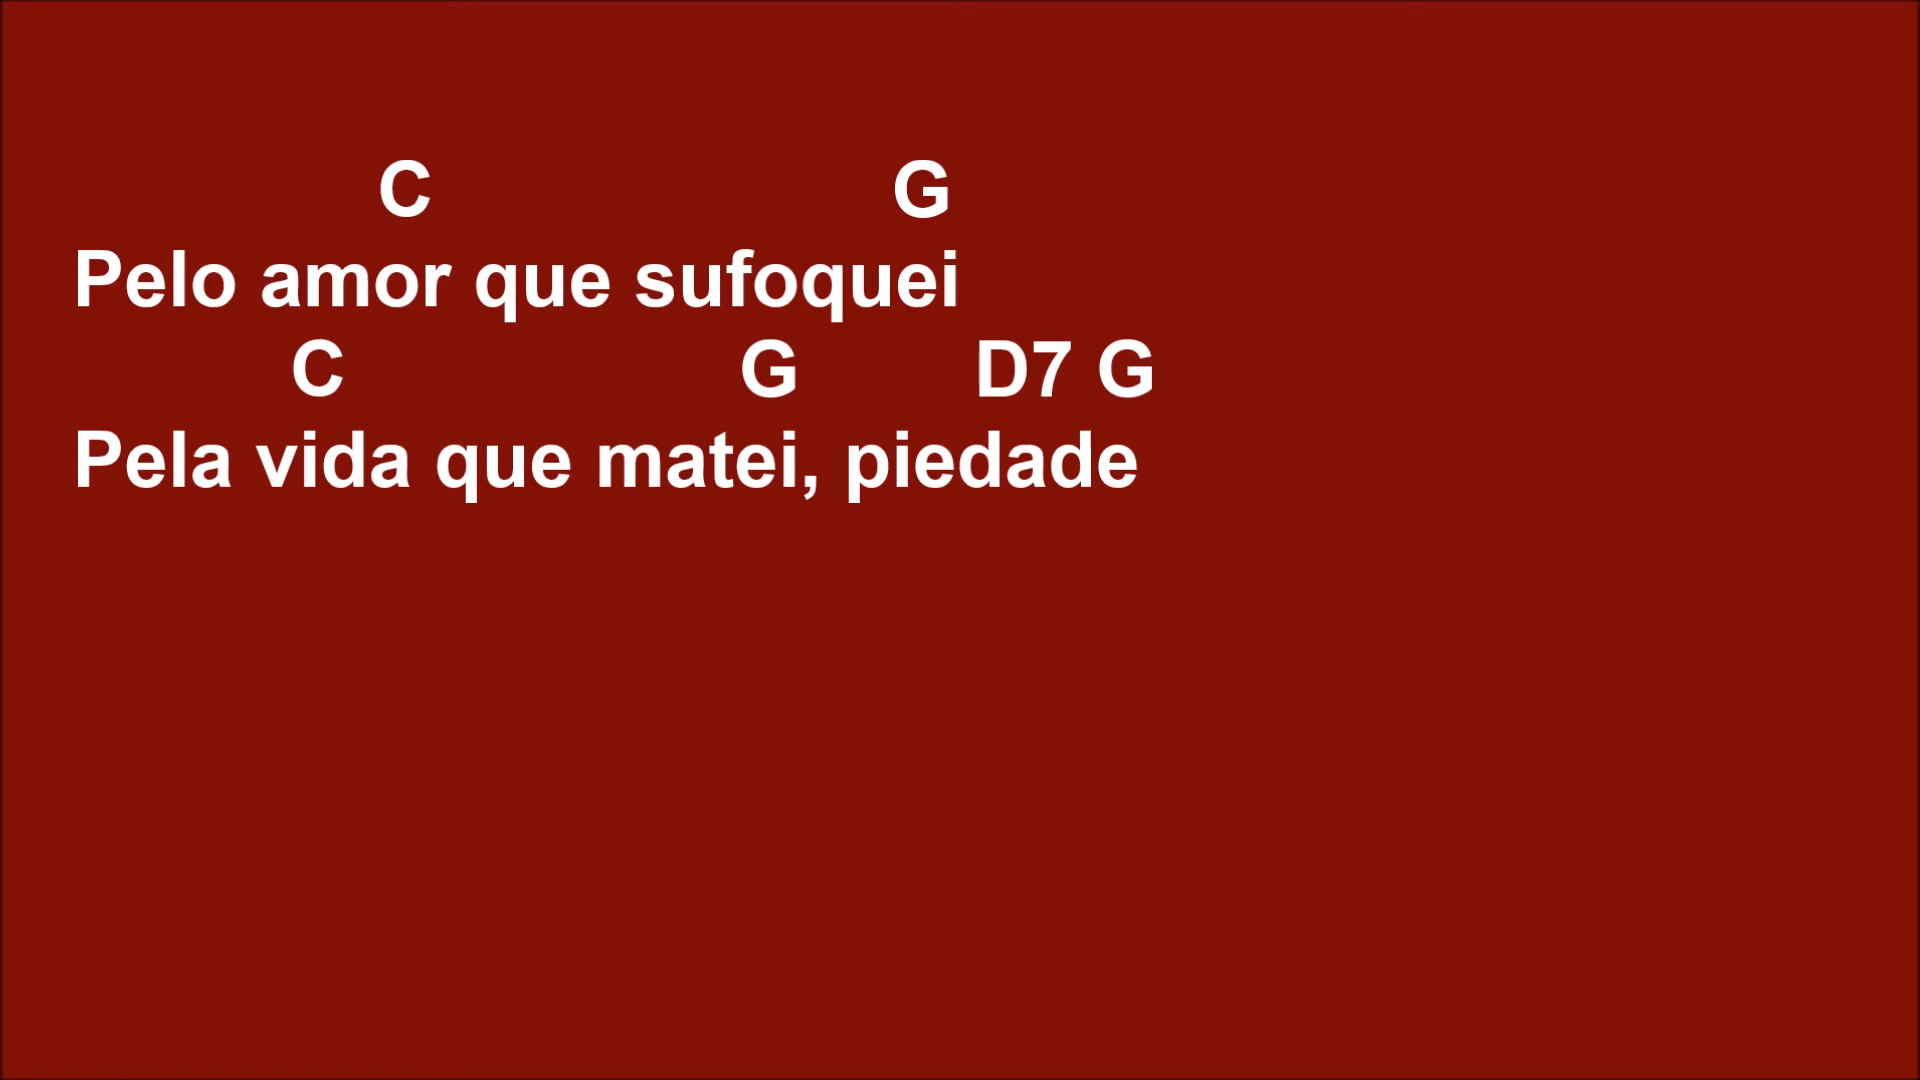 C G
Pelo amor que sufoquei
C G D7 G
Pela vida que matei, piedade